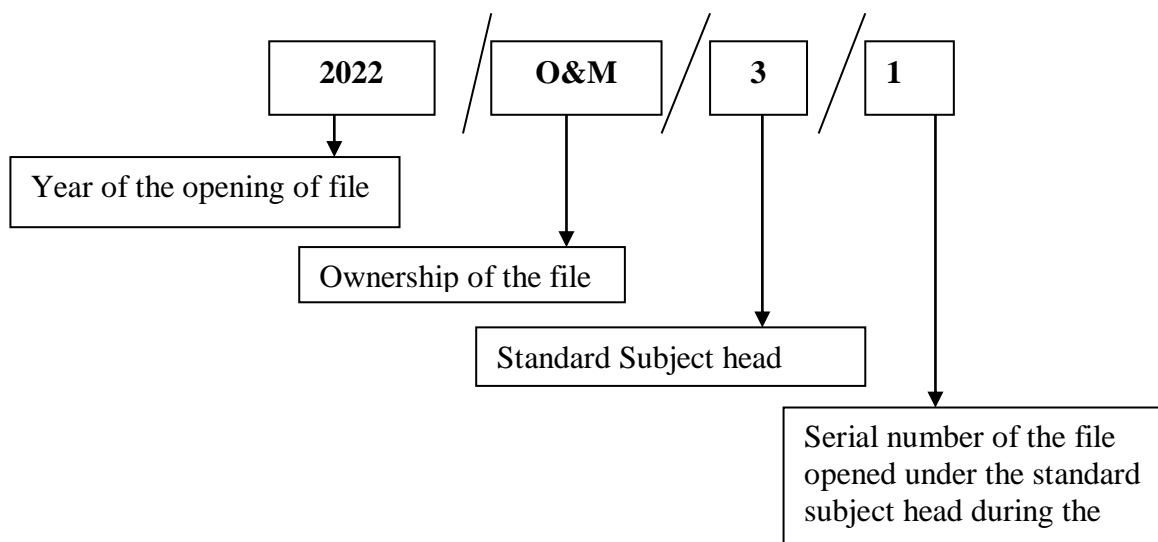 2022 / O&M / 3 / 1
Year of the opening of file
Ownership of the file
Standard Subject head
Serial number of the file
opened under the standard
subject head during the